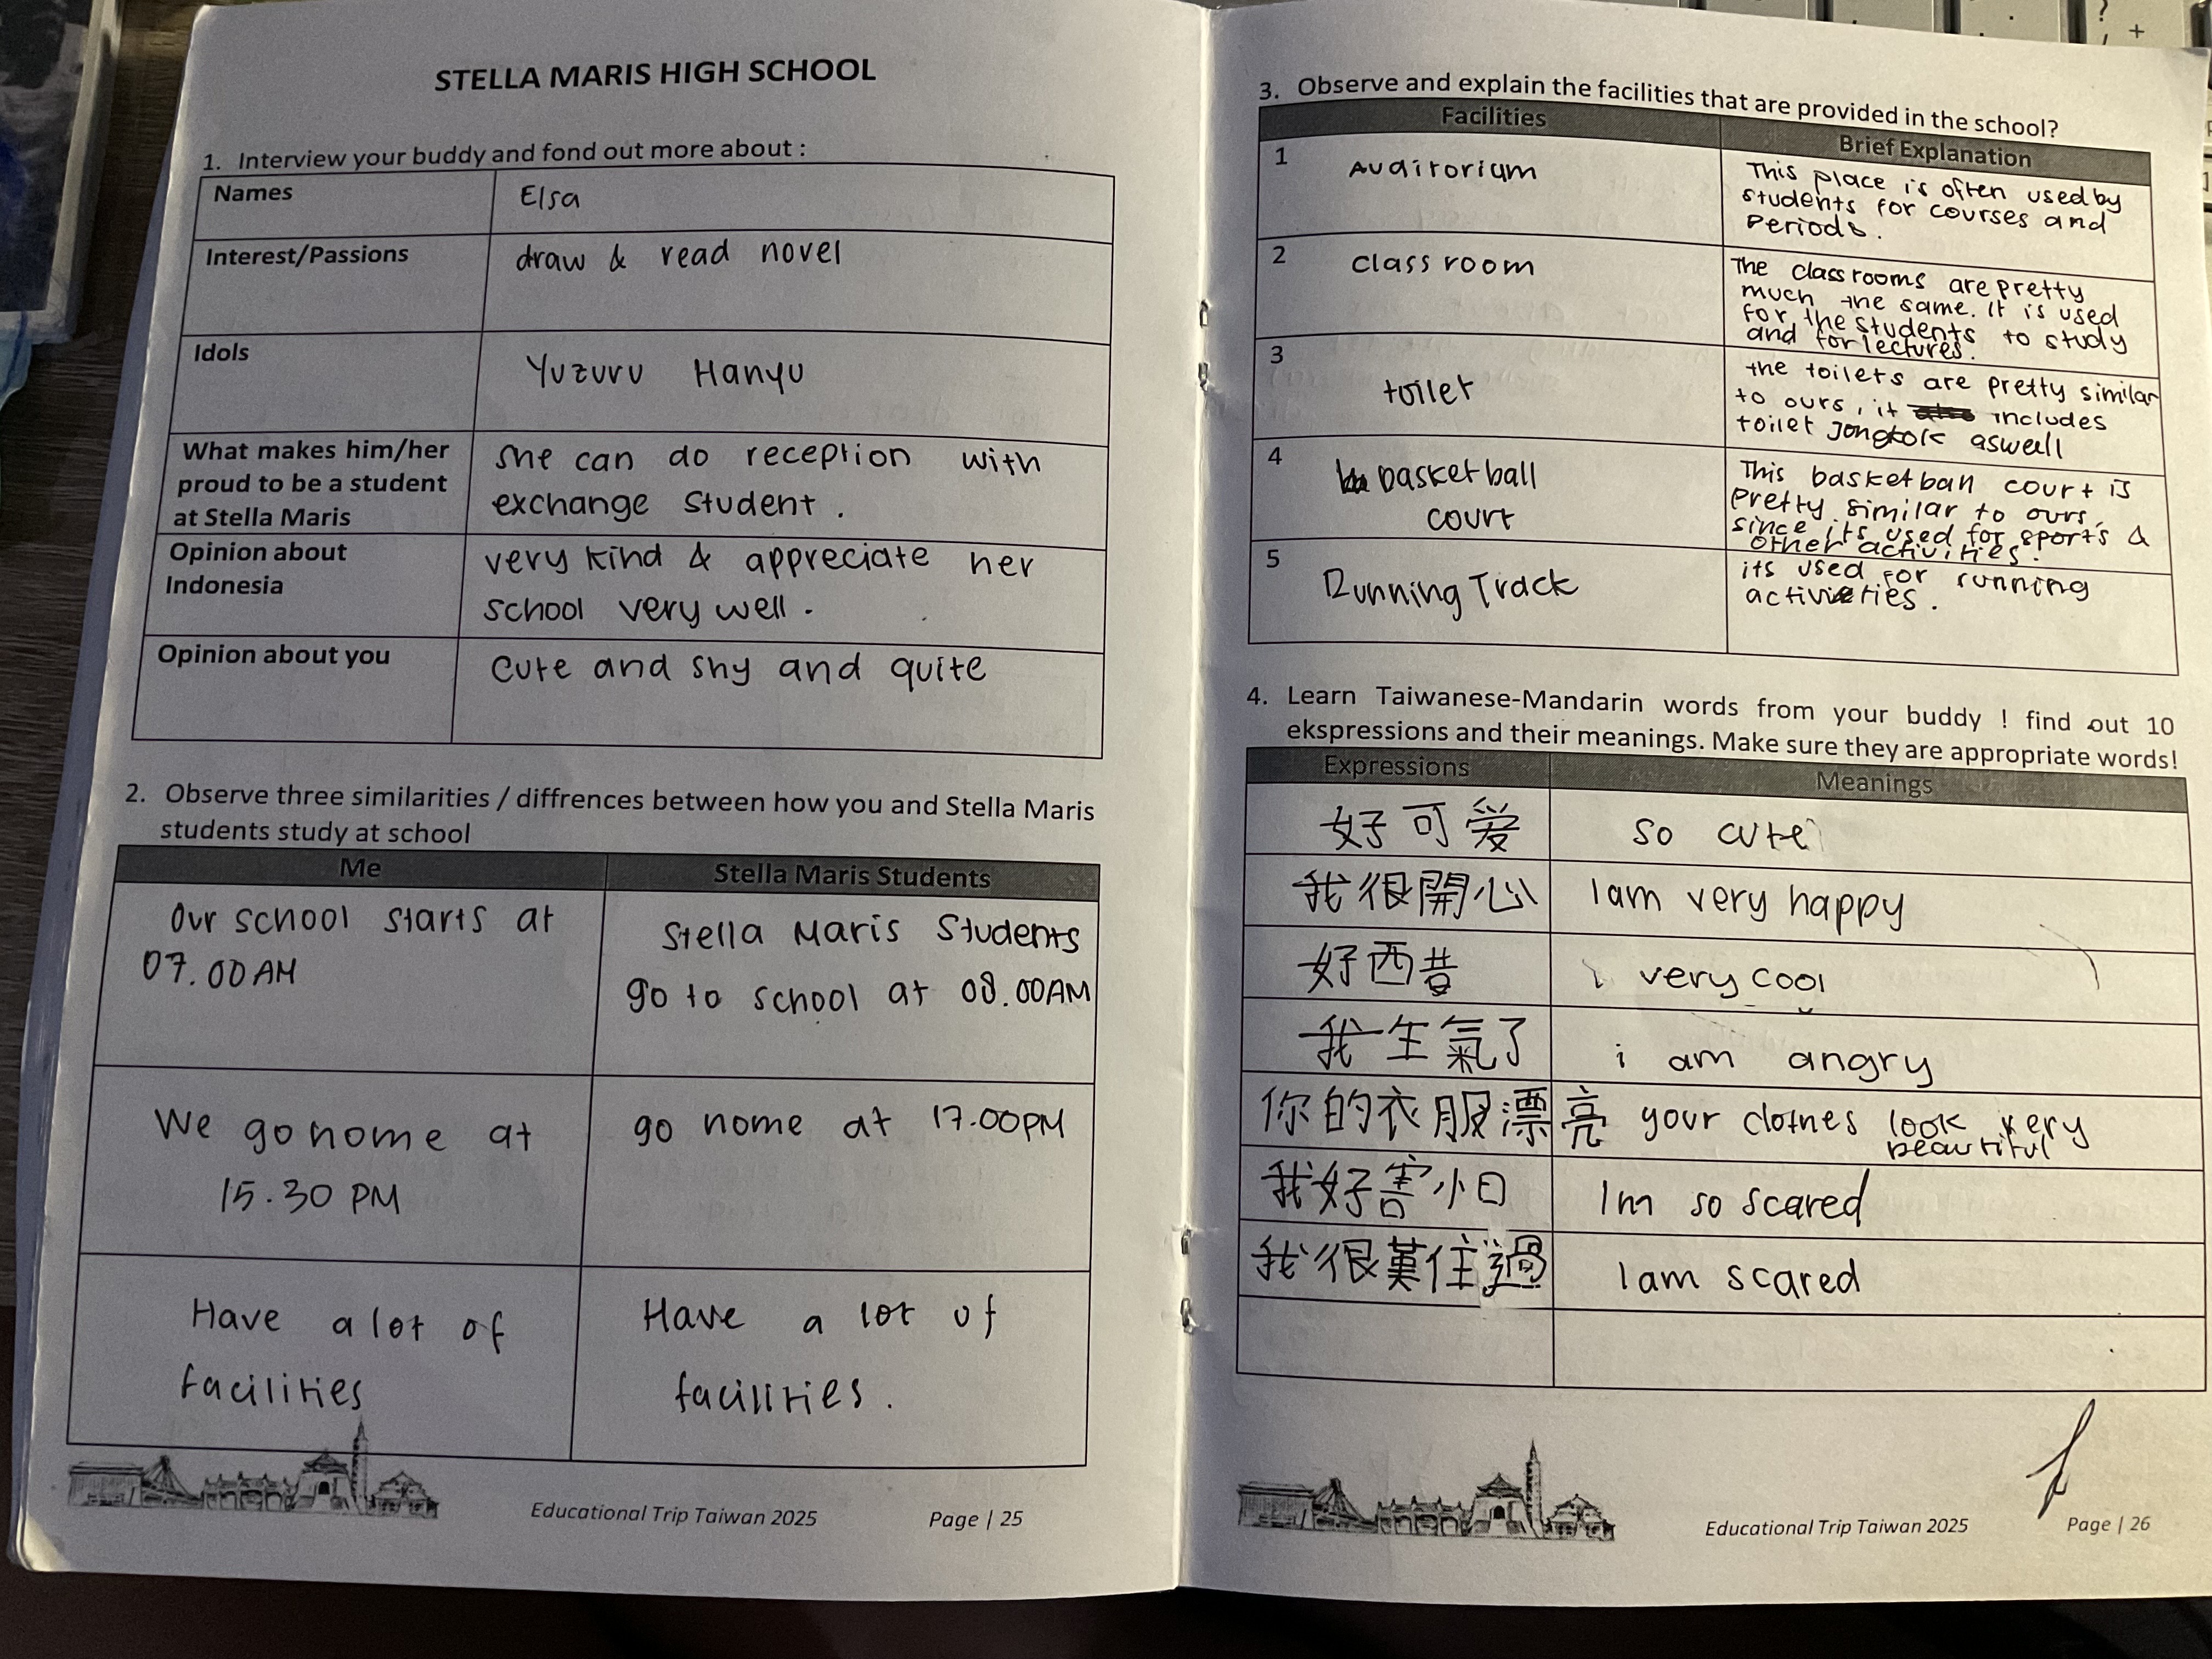 STELLA MARIS HIGH SCHOOL
1. Interview your buddy and fond out more about :
Names
Elsa
Interest/Passions
draw & read novel
Idols
Yuzuru Hanyu
What makes him/her
proud to be a student
at Stella Maris
she can do reception with
exchange student.
Opinion about
Indonesia
very kind & appreciate her
school very well.
Opinion about you
cute and shy and quite
2. Observe three similarities / diffrences between how you and Stella Maris
students study at school
Me
Stella Maris Students
Our school starts at
07.00AM
Stella Maris Students
go to school at 08.00AM
We go home at
15.30 PM
go home at 17.00PM
Have a lot of
facilities
Have a lot of
facilities.
Educational Trip Taiwan 2025
Page | 25
3. Observe and explain the facilities that are provided in the school?
Facilities
Brief Explanation
1
Auditorium
This place is often used by
students for courses and
periods.
2
classroom
The classrooms are pretty
much the same. It is used
for the students to study
and for lectures.
3
toilet
the toilets are pretty similar
to ours, it includes
toilet jongkok aswell
4
basketball
court
This basketball court is
pretty similar to ours,
since its used for sports &
other activities.
5
Running Track
its used for running
activities.
4. Learn Taiwanese-Mandarin words from your buddy ! find out 10
ekspressions and their meanings. Make sure they are appropriate words!
Expressions
Meanings
好可爱
so cute
我很開心
I am very happy
好酷
very cool
我生氣了
i am angry
你的衣服漂亮
your clothes look very
beautiful
我好害怕
Im so scared
我很難過
I am scared
Educational Trip Taiwan 2025
Page | 26